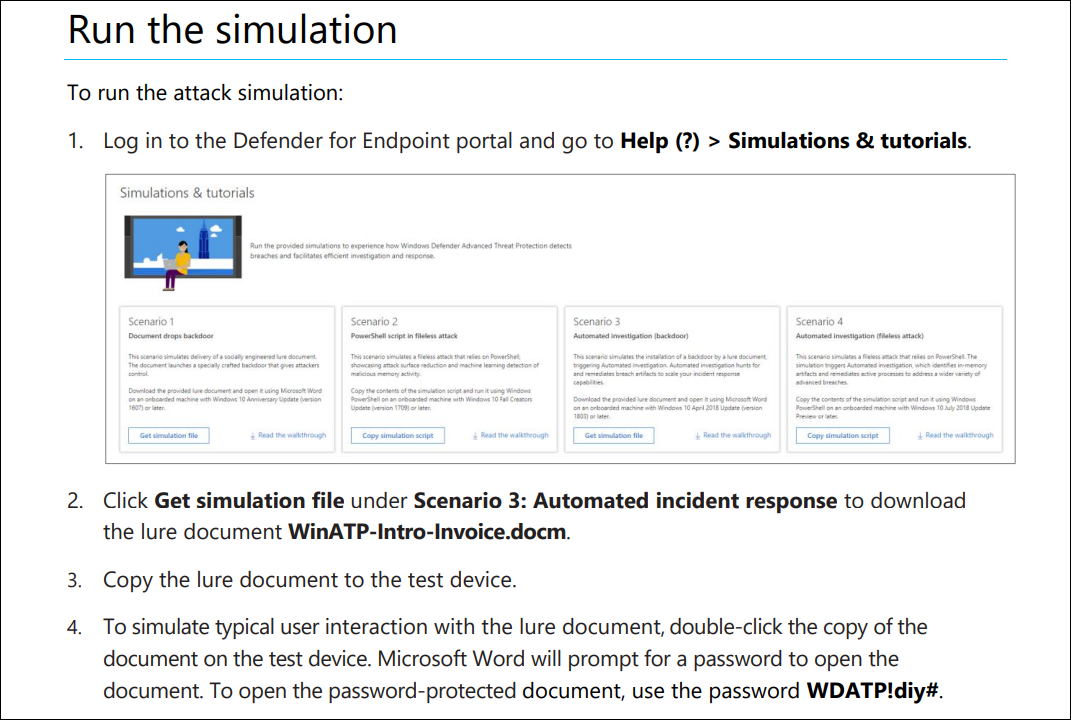 Run the simulation
To run the attack simulation:
1. Log in to the Defender for Endpoint portal and go to Help (?) > Simulations & tutorials.
Simulations & tutorials
Run the provided simulations to experience how Windows Defender Advanced Threat Protection detects
breaches and facilitates efficient investigation and response.
Scenario 1
Document drops backdoor
This scenario simulates delivery of a socially engineered lure document.
The document launches a specially crafted backdoor that gives attackers
control.
Download the provided lure document and open it using Microsoft Word
on an onboarded machine with Windows 10 Anniversary Update (version
1607) or later.
Get simulation file
Read the walkthrough
Scenario 2
PowerShell script in fileless attack
This scenario simulates a fileless attack that relies on PowerShell,
showcasing attack surface reduction and machine learning detection of
malicious memory activity.
Copy the contents of the simulation script and run it using Windows
PowerShell on an onboarded machine with Windows 10 Fall Creators
Update (version 1709) or later.
Copy simulation script
Read the walkthrough
Scenario 3
Automated investigation (backdoor)
This scenario simulates the installation of a backdoor by a lure document,
triggering Automated investigation. Automated investigation hunts for
and remediates breach artifacts to scale your incident response
capabilities.
Download the provided lure document and open it using Microsoft Word
on an onboarded machine with Windows 10 April 2018 Update (version
1803) or later.
Get simulation file
Read the walkthrough
Scenario 4
Automated investigation (fileless attack)
This scenario simulates a fileless attack that relies on PowerShell. The
simulation triggers Automated investigation, which identifies in-memory
artifacts and remediates active processes to address a wider variety of
advanced breaches.
Copy the contents of the simulation script and run it using Windows
PowerShell on an onboarded machine with Windows 10 July 2018 Update
Preview or later.
Copy simulation script
Read the walkthrough
2. Click Get simulation file under Scenario 3: Automated incident response to download
the lure document WinATP-Intro-Invoice.docm.
3. Copy the lure document to the test device.
4. To simulate typical user interaction with the lure document, double-click the copy of the
document on the test device. Microsoft Word will prompt for a password to open the
document. To open the password-protected document, use the password WDATP!diy#.